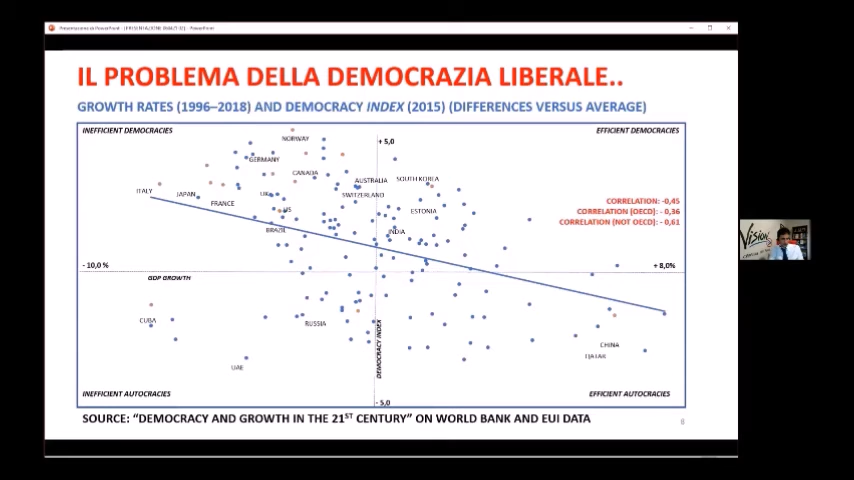 IL PROBLEMA DELLA DEMOCRAZIA LIBERALE..
GROWTH RATES (1996–2018) AND DEMOCRACY INDEX (2015) (DIFFERENCES VERSUS AVERAGE)
INEFFICIENT DEMOCRACIES
EFFICIENT DEMOCRACIES
NORWAY
+ 5,0
GERMANY
CANADA
AUSTRALIA
SOUTH KOREA
ITALY
JAPAN
UK
SWITZERLAND
FRANCE
US
ESTONIA
CORRELATION: -0,45
CORRELATION (OECD): - 0,36
CORRELATION (NOT OECD): - 0,61
BRAZIL
INDIA
- 10,0 %
+ 8,0%
GDP GROWTH
CUBA
RUSSIA
DEMOCRACY INDEX
CHINA
QATAR
UAE
INEFFICIENT AUTOCRACIES
EFFICIENT AUTOCRACIES
- 5,0
SOURCE: “DEMOCRACY AND GROWTH IN THE 21ST CENTURY” ON WORLD BANK AND EUI DATA
Vision